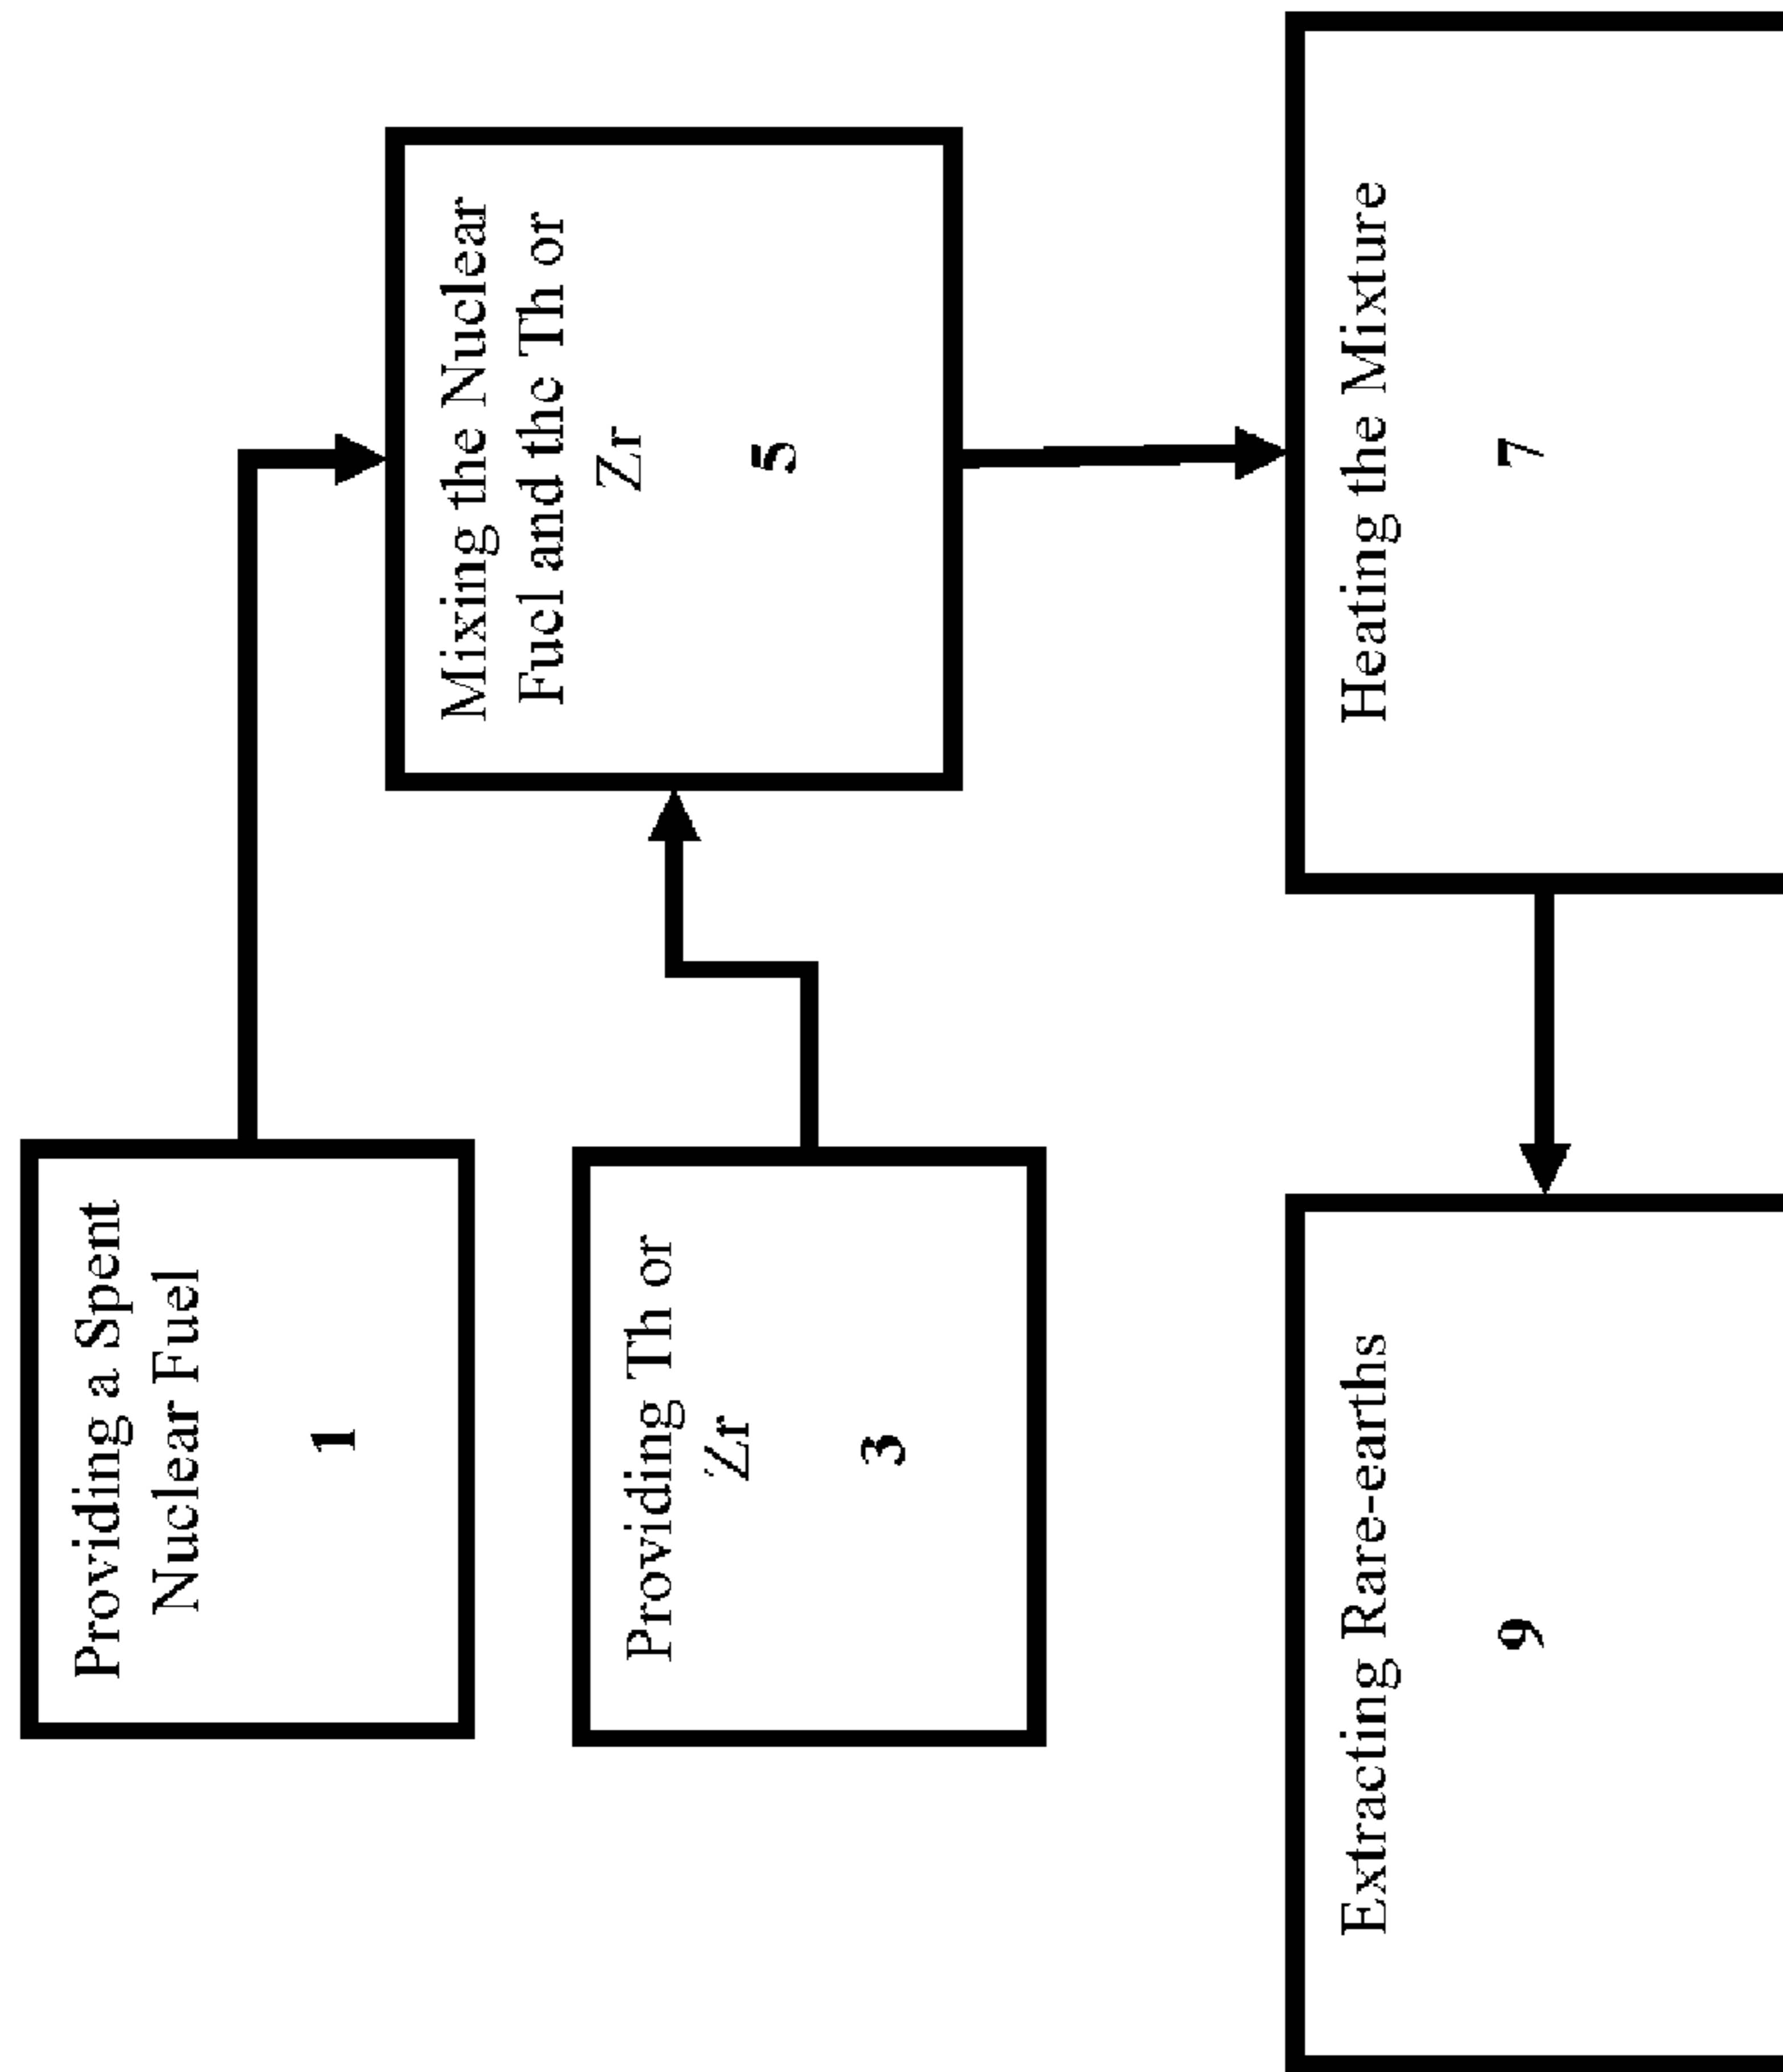 Providing a Spent
Nuclear Fuel
1
Providing Th or
Zr
3
Mixing the Nuclear
Fuel and the Th or
Zr
5
Heating the Mixture
7
Extracting Rare-earths
9